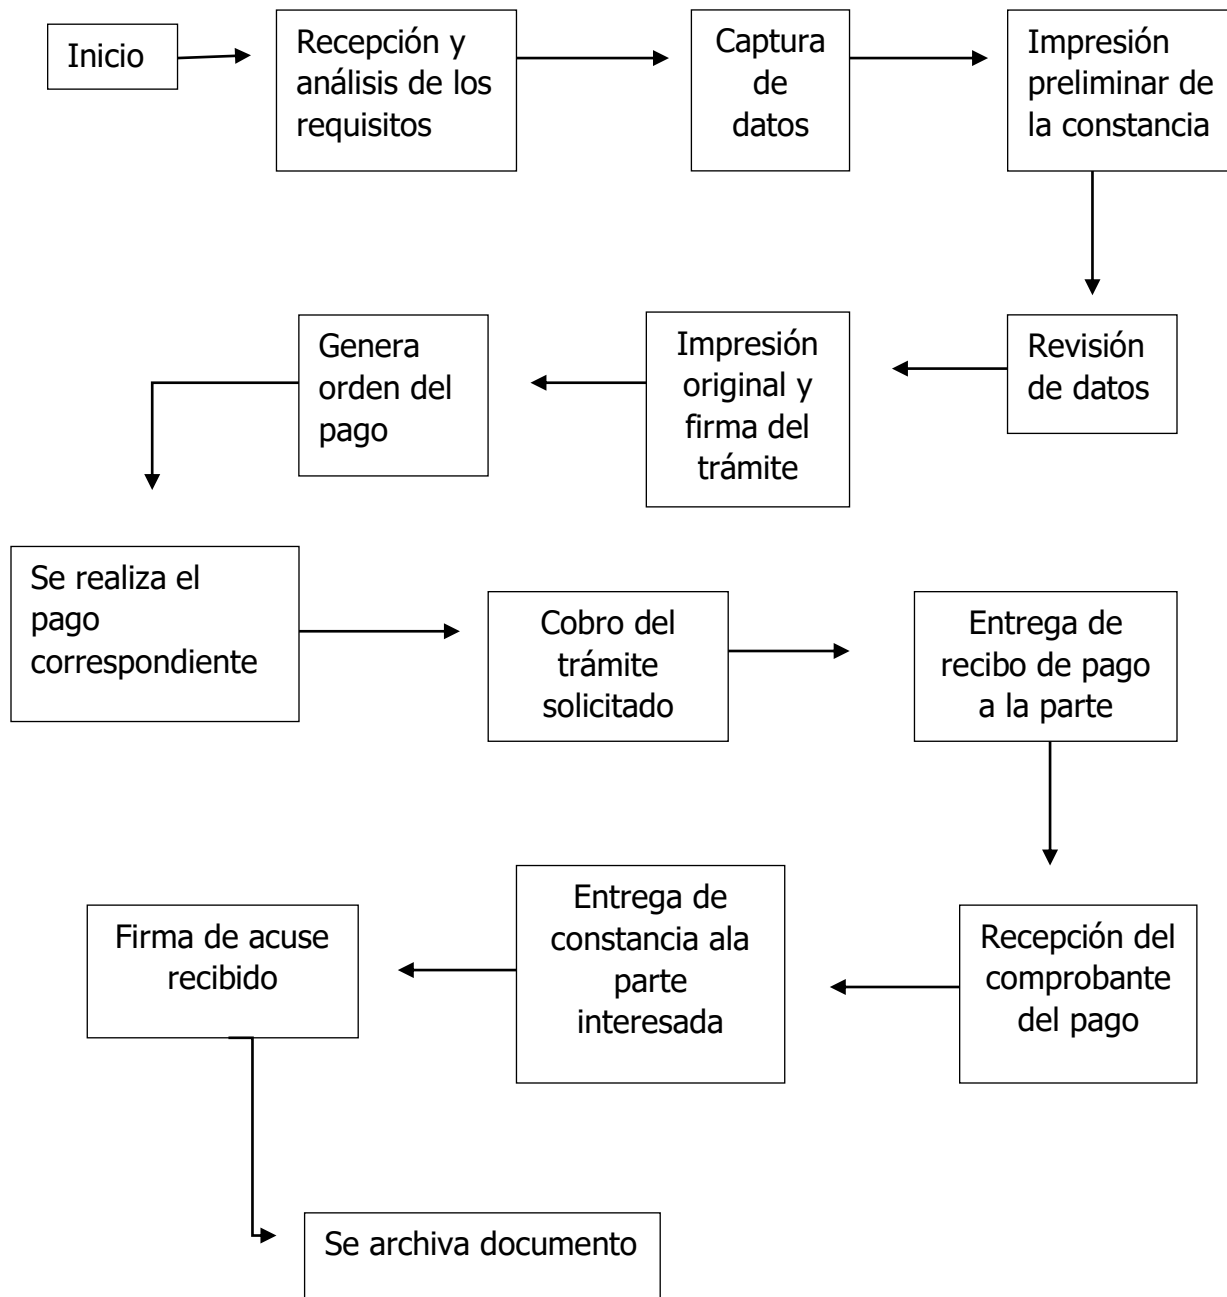 Inicio
Recepción y
análisis de los
requisitos
Captura
de
datos
Impresión
preliminar de
la constancia
Revisión
de datos
Impresión
original y
firma del
trámite
Genera
orden del
pago
Se realiza el
pago
correspondiente
Cobro del
trámite
solicitado
Entrega de
recibo de pago
a la parte
Recepción del
comprobante
del pago
Entrega de
constancia ala
parte
interesada
Firma de acuse
recibido
Se archiva documento